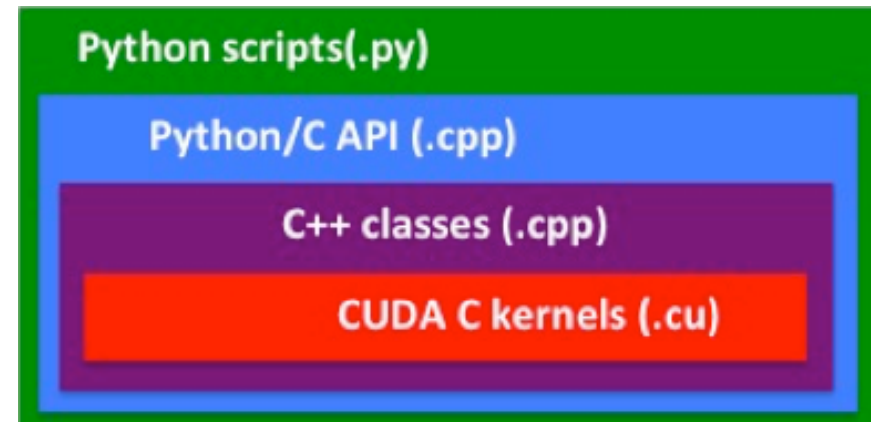 Python scripts(.py)
Python/C API (.cpp)
C++ classes (.cpp)
CUDA C kernels (.cu)